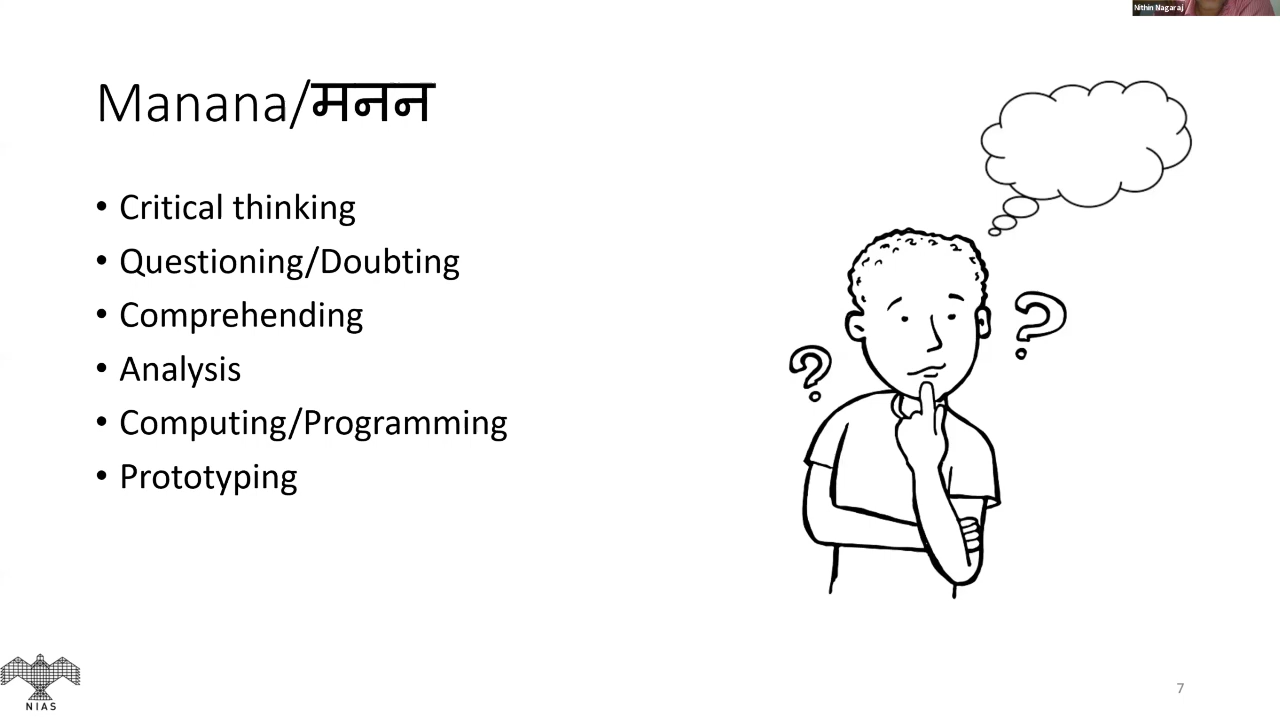 Nithin Nagaraj
Manana/मनन
• Critical thinking
• Questioning/Doubting
• Comprehending
• Analysis
• Computing/Programming
• Prototyping
?
?
NIAS
7